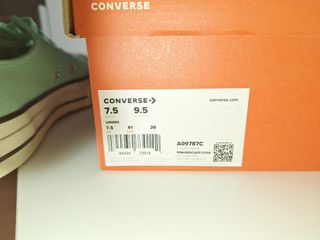 CONVERSE
CONVERSE
converse.com
7.5 9.5
UNISEX
7.5 41 26
A09787C